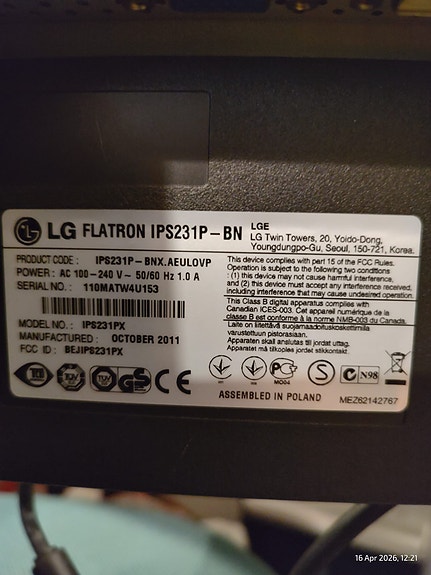 LG FLATRON IPS231P-BN
LGE
LG Twin Towers, 20, Yoido-Dong,
Youngdungpo-Gu, Seoul, 150-721, Korea.
PRODUCT CODE : IPS231P-BNX.AEULOVP
POWER : AC 100-240 V ~ 50/60 Hz 1.0 A
SERIAL NO. : 110MATW4U153
MODEL NO. : IPS231PX
MANUFACTURED : OCTOBER 2011
FCC ID : BEJIPS231PX
This device complies with part 15 of the FCC Rules.
Operation is subject to the following two conditions
: (1) this device may not cause harmful interference.
and (2) this device must accept any interference received,
including interference that may cause undesired operation.
This Class B digital apparatus complies with
Canadian ICES-003. Cet appareil numérique de la
classe B est conforme à la norme NMB-003 du Canada.
Laite on liitettävä suojamaadoituskoskettimilla
varustettuun pistorasiaan.
Apparaten skall anslutas till jordat uttag.
Apparatet må tilkoples jordet stikkontakt.
TÜV
TÜV
GS
CE
MO04
S
C N98
ASSEMBLED IN POLAND
MEZ62142767
16 Apr 2026, 12:21